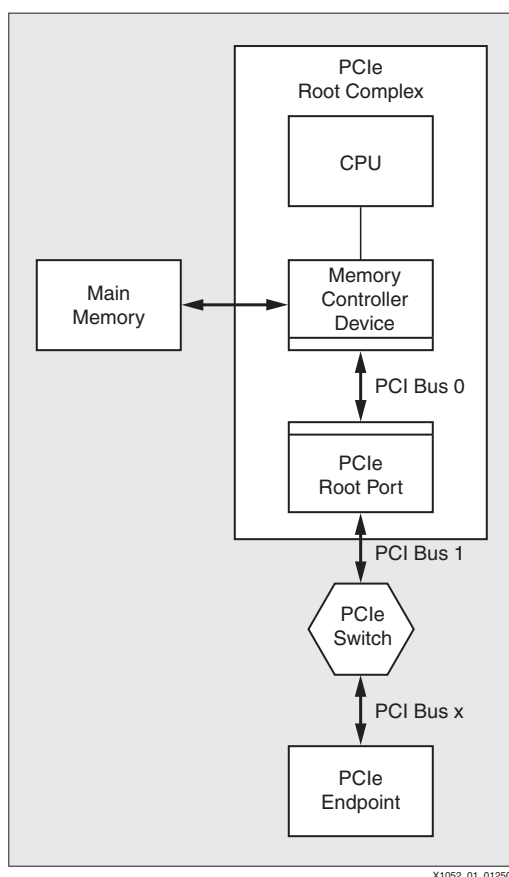 PCIe
Root Complex
CPU
Main
Memory
Memory
Controller
Device
PCI Bus 0
PCIe
Root Port
PCI Bus 1
PCIe
Switch
PCI Bus x
PCIe
Endpoint